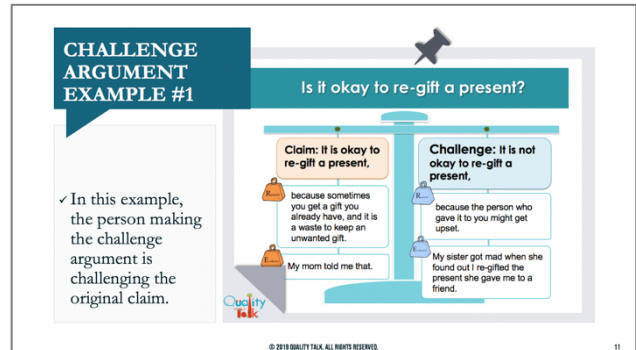 CHALLENGE
ARGUMENT
EXAMPLE #1
Is it okay to re-gift a present?
✓ In this example,
the person making
the challenge
argument is
challenging the
original claim.
Claim: It is okay to
re-gift a present,
because sometimes
you get a gift you
already have, and it is
a waste to keep an
unwanted gift.
My mom told me that.
Challenge: It is not
okay to re-gift a
present,
because the person who
gave it to you might get
upset.
My sister got mad when she
found out I re-gifted the
present she gave me to a
friend.
Quality
Talk
© 2019 QUALITY TALK. ALL RIGHTS RESERVED.
11